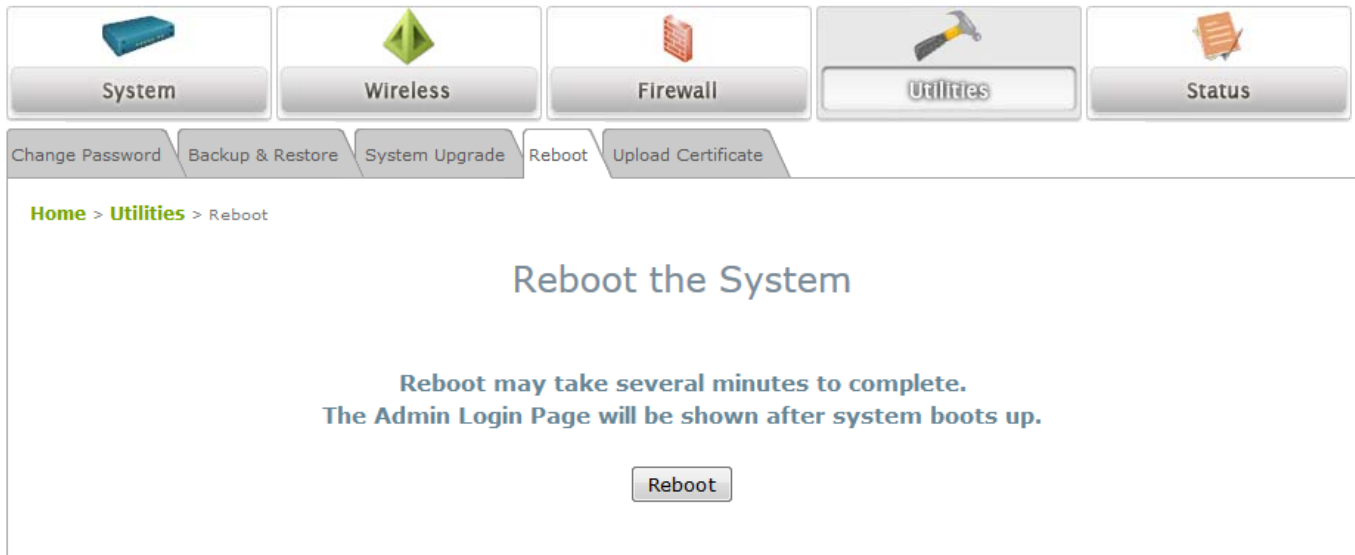 System
Wireless
Firewall
Utilities
Status
Change Password
Backup & Restore
System Upgrade
Reboot
Upload Certificate
Home > Utilities > Reboot
Reboot the System
Reboot may take several minutes to complete.
The Admin Login Page will be shown after system boots up.
Reboot